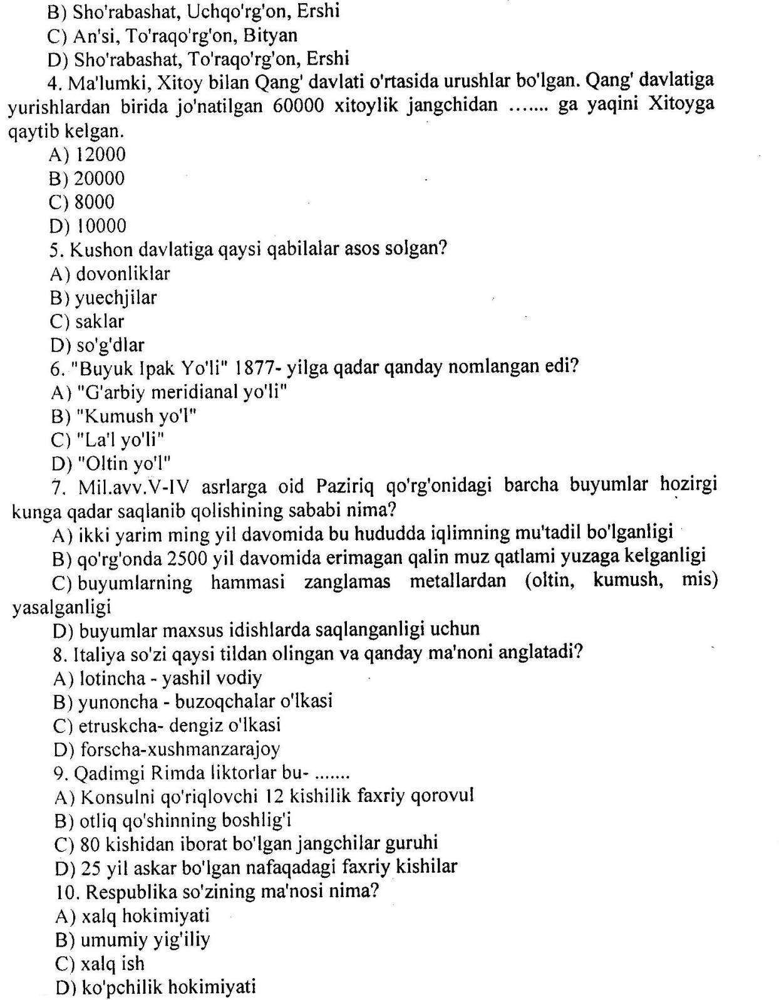 B) Sho'rabashat, Uchqo'rg'on, Ershi
C) An'si, To'raqo'rg'on, Bityan
D) Sho'rabashat, To'raqo'rg'on, Ershi
4. Ma'lumki, Xitoy bilan Qang' davlati o'rtasida urushlar bo'lgan. Qang' davlatiga
yurishlardan birida jo'natilgan 60000 xitoylik jangchidan ....... ga yaqini Xitoyga
qaytib kelgan.
A) 12000
B) 20000
C) 8000
D) 10000
5. Kushon davlatiga qaysi qabilalar asos solgan?
A) dovonliklar
B) yuechjilar
C) saklar
D) so'g'dlar
6. "Buyuk Ipak Yo'li" 1877- yilga qadar qanday nomlangan edi?
A) "G'arbiy meridianal yo'li"
B) "Kumush yo'l"
C) "La'l yo'li"
D) "Oltin yo'l"
7. Mil.avv.V-IV asrlarga oid Paziriq qo'rg'onidagi barcha buyumlar hozirgi
kunga qadar saqlanib qolishining sababi nima?
A) ikki yarim ming yil davomida bu hududda iqlimning mu'tadil bo'lganligi
B) qo'rg'onda 2500 yil davomida erimagan qalin muz qatlami yuzaga kelganligi
C) buyumlarning hammasi zanglamas metallardan (oltin, kumush, mis)
yasalganligi
D) buyumlar maxsus idishlarda saqlanganligi uchun
8. Italiya so'zi qaysi tildan olingan va qanday ma'noni anglatadi?
A) lotincha - yashil vodiy
B) yunoncha - buzoqchalar o'lkasi
C) etruskcha- dengiz o'lkasi
D) forscha-xushmanzarajoy
9. Qadimgi Rimda liktorlar bu- .......
A) Konsulni qo'riqlovchi 12 kishilik faxriy qorovul
B) otliq qo'shinning boshlig'i
C) 80 kishidan iborat bo'lgan jangchilar guruhi
D) 25 yil askar bo'lgan nafaqadagi faxriy kishilar
10. Respublika so'zining ma'nosi nima?
A) xalq hokimiyati
B) umumiy yig'iliy
C) xalq ish
D) ko'pchilik hokimiyati